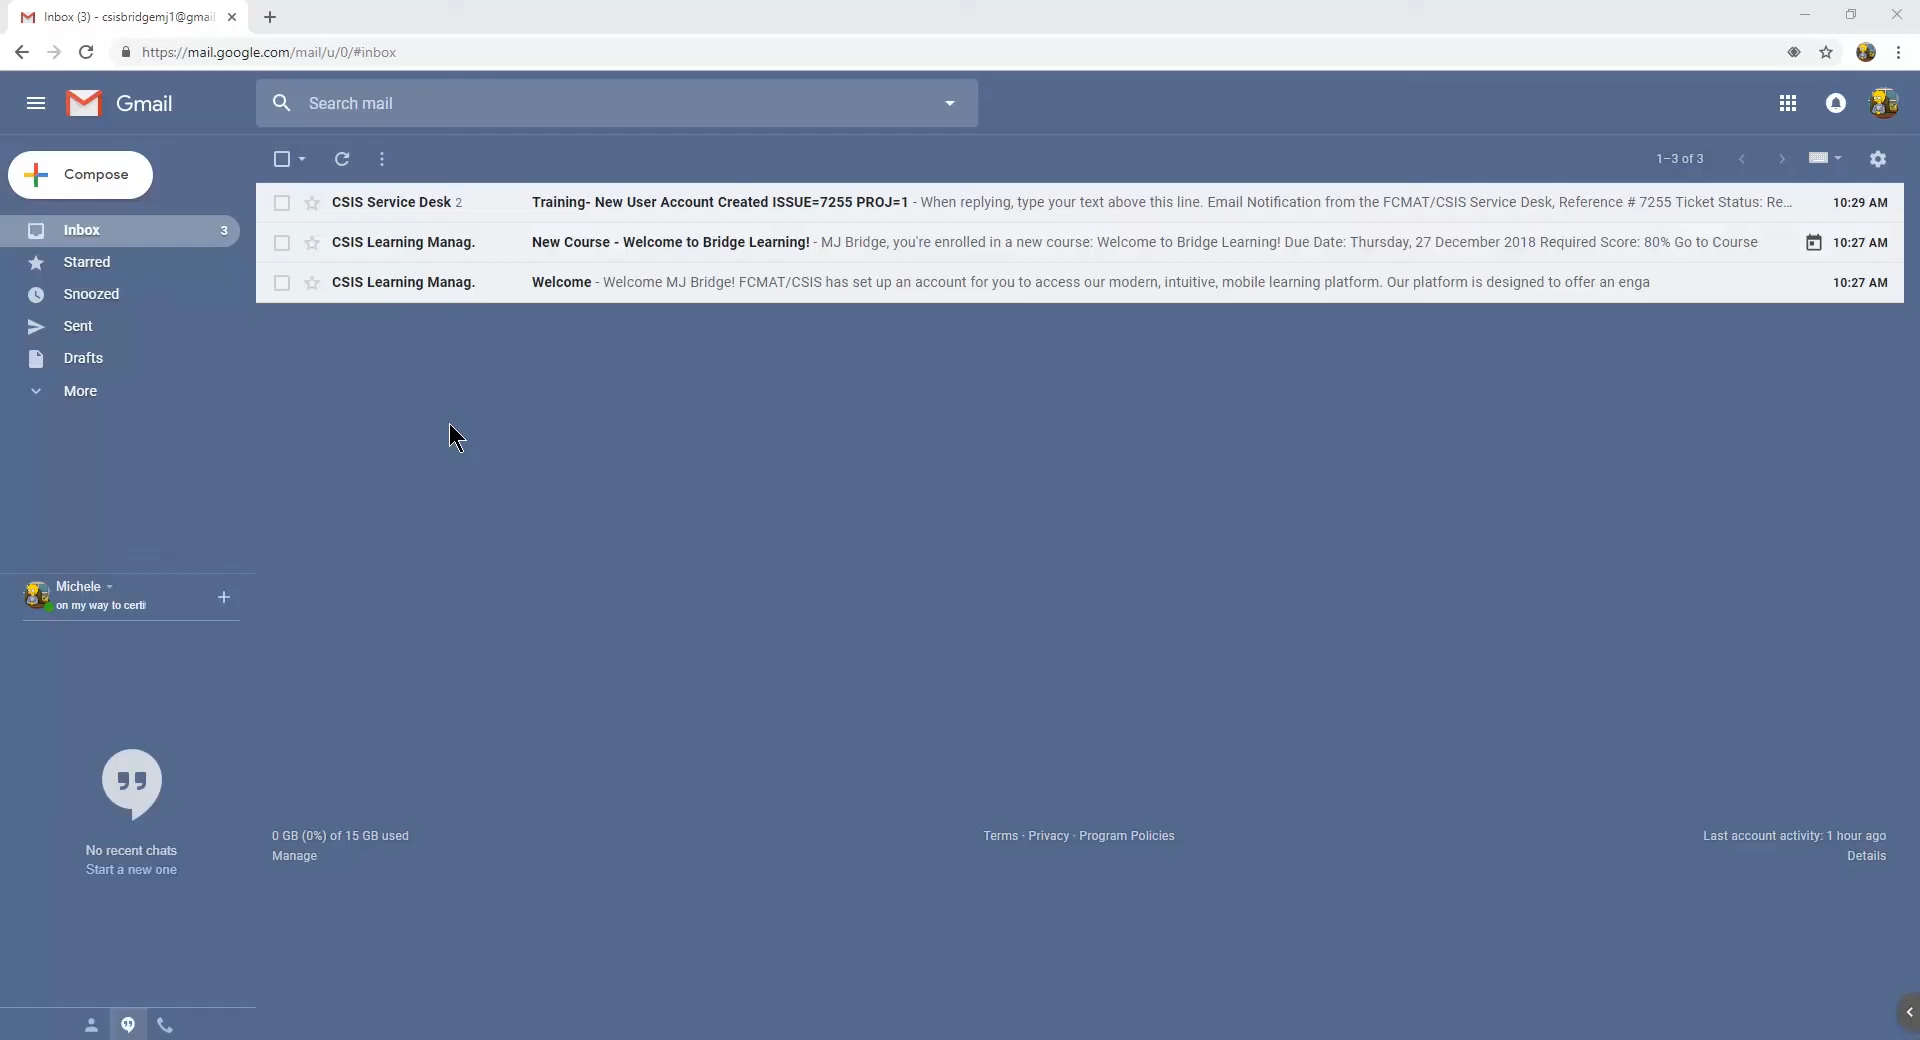 Inbox (3) - csisbridgemj1@gmail
https://mail.google.com/mail/u/0/#inbox
Gmail
Search mail
Compose
1–3 of 3
Inbox 3
Starred
Snoozed
Sent
Drafts
More
CSIS Service Desk 2 Training- New User Account Created ISSUE=7255 PROJ=1 - When replying, type your text above this line. Email Notification from the FCMAT/CSIS Service Desk, Reference # 7255 Ticket Status: Re... 10:29 AM
CSIS Learning Manag. New Course - Welcome to Bridge Learning! - MJ Bridge, you're enrolled in a new course: Welcome to Bridge Learning! Due Date: Thursday, 27 December 2018 Required Score: 80% Go to Course 10:27 AM
CSIS Learning Manag. Welcome - Welcome MJ Bridge! FCMAT/CSIS has set up an account for you to access our modern, intuitive, mobile learning platform. Our platform is designed to offer an enga 10:27 AM
Michele
on my way to certi
No recent chats
Start a new one
0 GB (0%) of 15 GB used
Manage
Terms · Privacy · Program Policies
Last account activity: 1 hour ago
Details